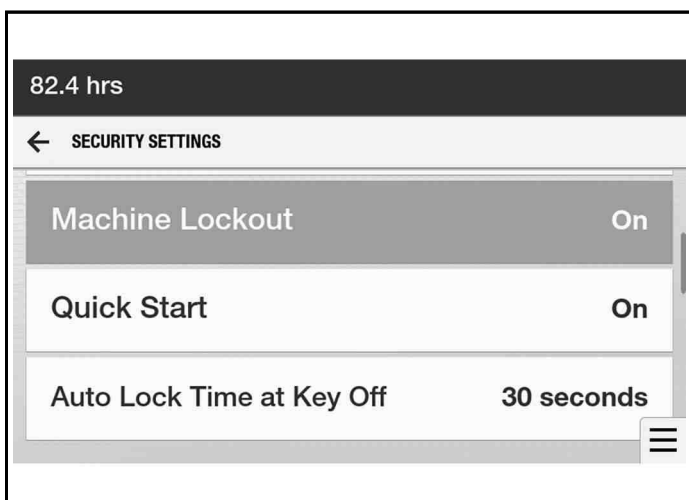 82.4 hrs
SECURITY SETTINGS
Machine Lockout On
Quick Start On
Auto Lock Time at Key Off 30 seconds